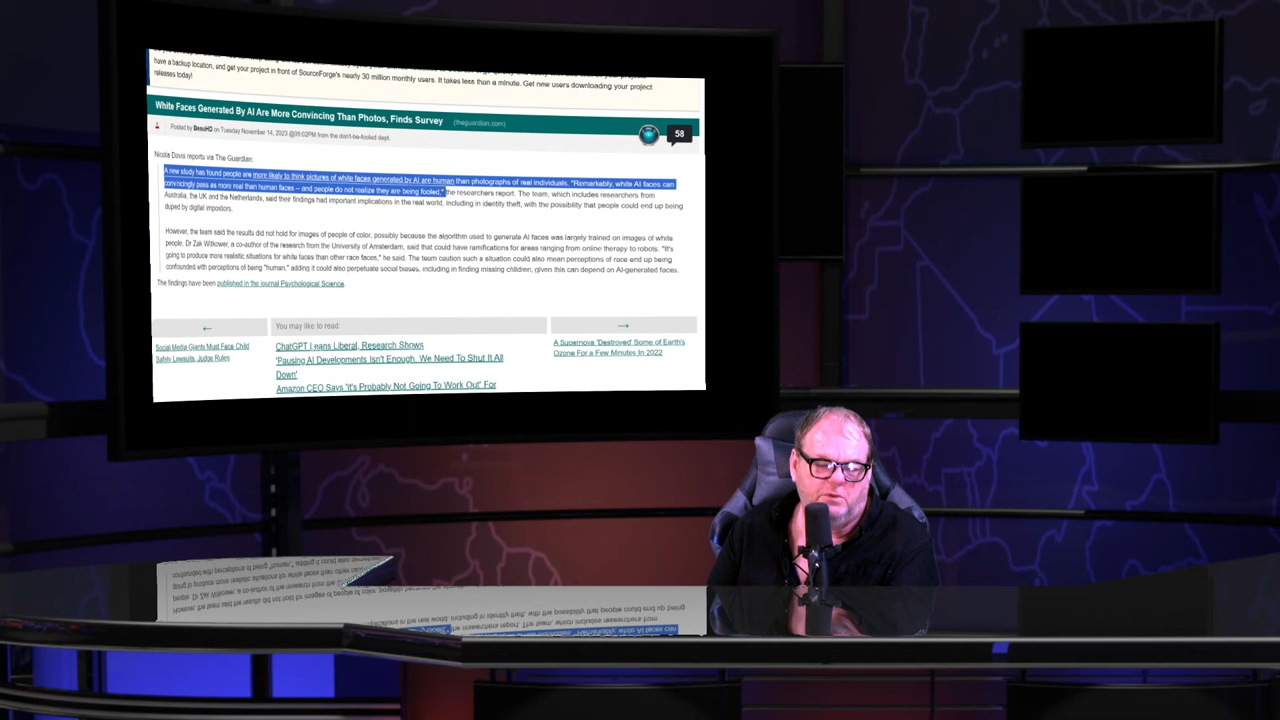 have a backup location, and get your project in front of SourceForge's nearly 30 million monthly users. It takes less than a minute. Get new users downloading your project
releases today!
White Faces Generated By AI Are More Convincing Than Photos, Finds Survey (theguardian.com)
58
Posted by BeauHD on Tuesday November 14, 2023 @09:02PM from the don't-be-fooled dept.
Nicola Davis reports via The Guardian:
A new study has found people are more likely to think pictures of white faces generated by AI are human than photographs of real individuals. "Remarkably, white AI faces can
convincingly pass as more real than human faces -- and people do not realize they are being fooled," the researchers report. The team, which includes researchers from
Australia, the UK and the Netherlands, said their findings had important implications in the real world, including in identity theft, with the possibility that people could end up being
duped by digital impostors.
However, the team said the results did not hold for images of people of color, possibly because the algorithm used to generate AI faces was largely trained on images of white
people. Dr Zak Witkower, a co-author of the research from the University of Amsterdam, said that could have ramifications for areas ranging from online therapy to robots. "It's
going to produce more realistic situations for white faces than other race faces," he said. The team caution such a situation could also mean perceptions of race end up being
confounded with perceptions of being "human," adding it could also perpetuate social biases, including in finding missing children, given this can depend on AI-generated faces.
The findings have been published in the journal Psychological Science.
←
You may like to read:
→
Social Media Giants Must Face Child
Safety Lawsuits, Judge Rules
ChatGPT Leans Liberal, Research Shows
'Pausing AI Developments Isn't Enough. We Need To Shut It All
Down'
Amazon CEO Says 'it's Probably Not Going To Work Out' For
A Supernova 'Destroyed' Some of Earth's
Ozone For a Few Minutes In 2022